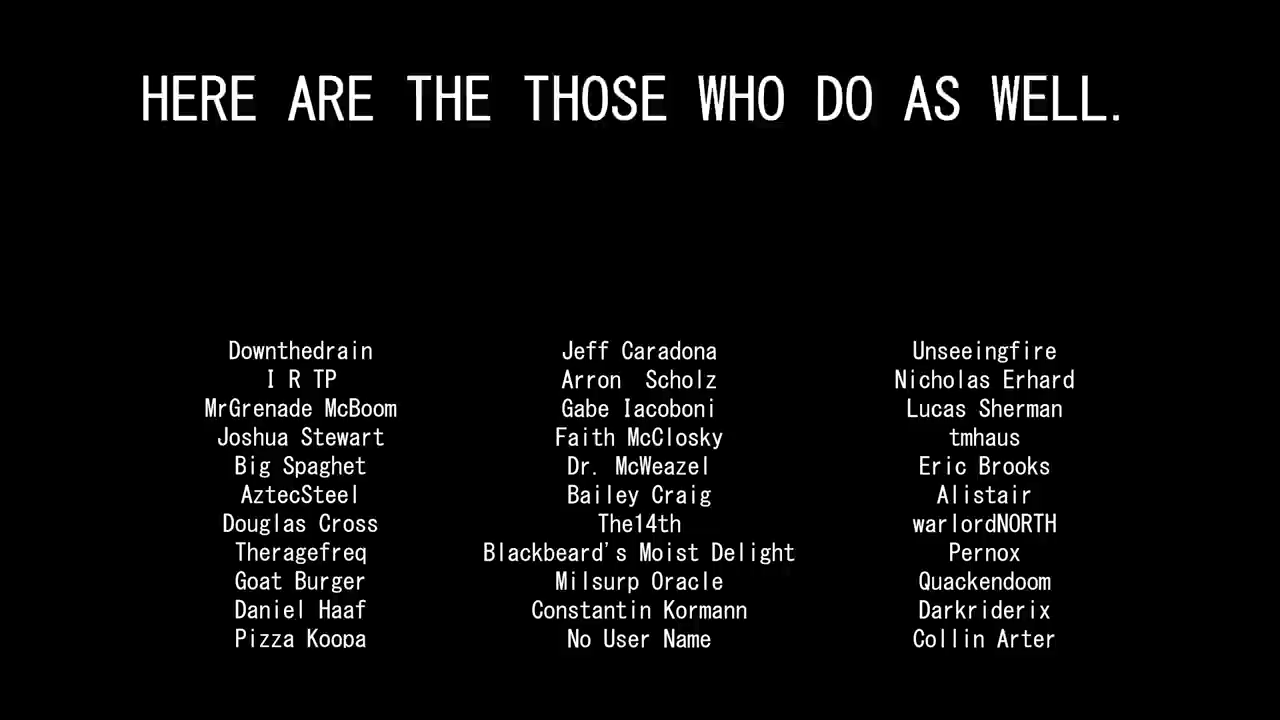 HERE ARE THE THOSE WHO DO AS WELL.
Downthedrain
I R TP
MrGrenade McBoom
Joshua Stewart
Big Spaghet
AztecSteel
Douglas Cross
Theragefreq
Goat Burger
Daniel Haaf
Pizza Koopa
Jeff Caradona
Arron  Scholz
Gabe Iacoboni
Faith McClosky
Dr. McWeazel
Bailey Craig
The14th
Blackbeard's Moist Delight
Milsurp Oracle
Constantin Kormann
No User Name
Unseeingfire
Nicholas Erhard
Lucas Sherman
tmhaus
Eric Brooks
Alistair
warlordNORTH
Pernox
Quackendoom
Darkriderix
Collin Arter